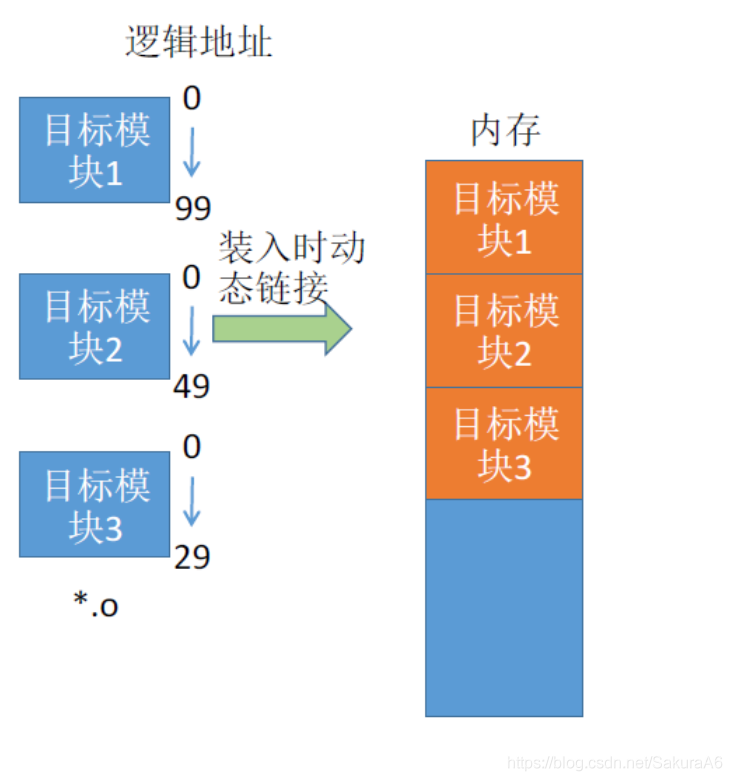 逻辑地址
0
目标模
块1
99
内存
目标模
块1
装入时动
态链接
0
目标模
块2
49
目标模
块2
0
目标模
块3
29
目标模
块3
*.o
https://blog.csdn.net/SakuraA6